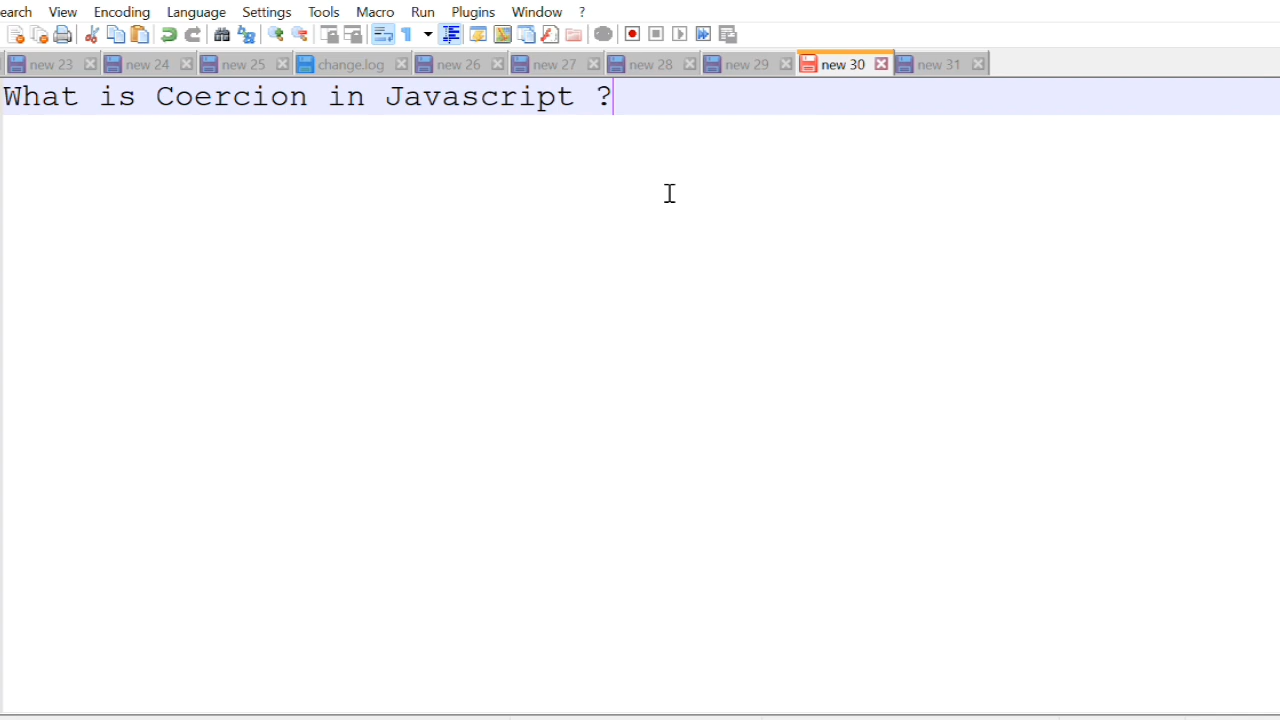 earch View Encoding Language Settings Tools Macro Run Plugins Window ?
new 23 new 24 new 25 change.log new 26 new 27 new 28 new 29 new 30 new 31
What is Coercion in Javascript ?